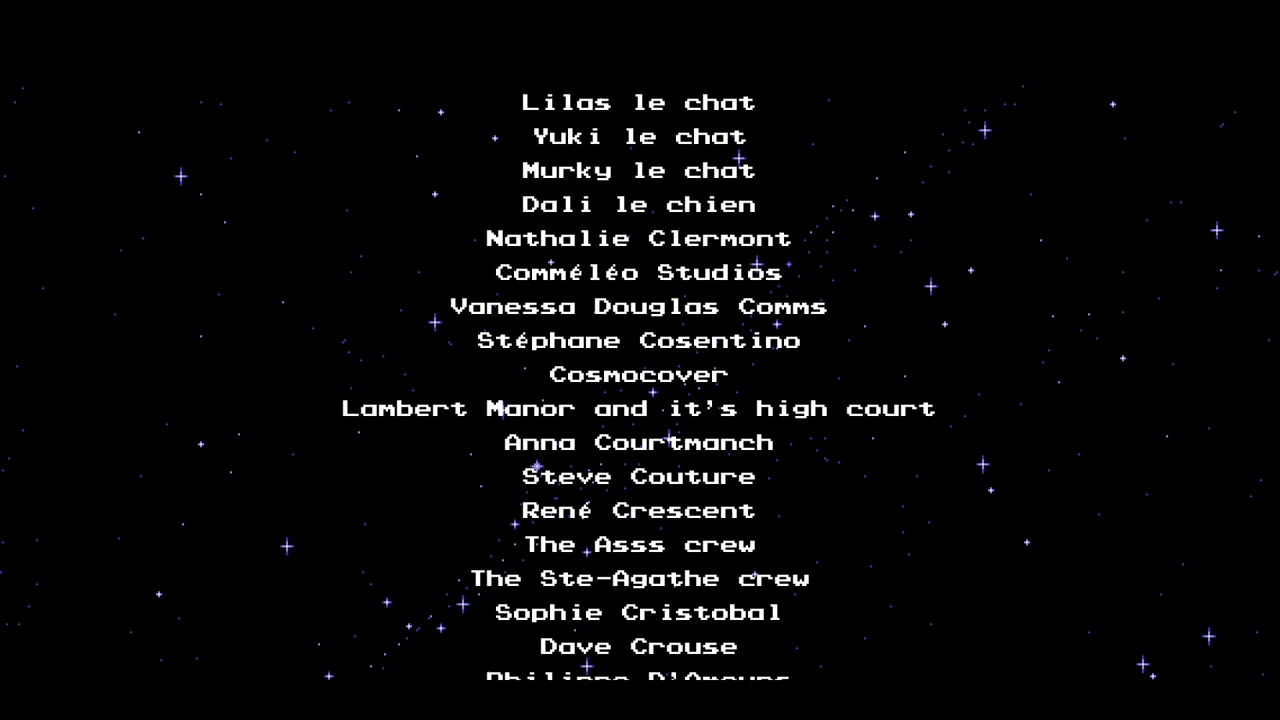 Lilas le chat
Yuki le chat
Murky le chat
Dali le chien
Nathalie Clermont
Comméléo Studios
Vanessa Douglas Comms
Stéphane Cosentino
Cosmocover
Lambert Manor and it's high court
Anna Courtmanch
Steve Couture
René Crescent
The Asss crew
The Ste-Agathe crew
Sophie Cristobal
Dave Crouse